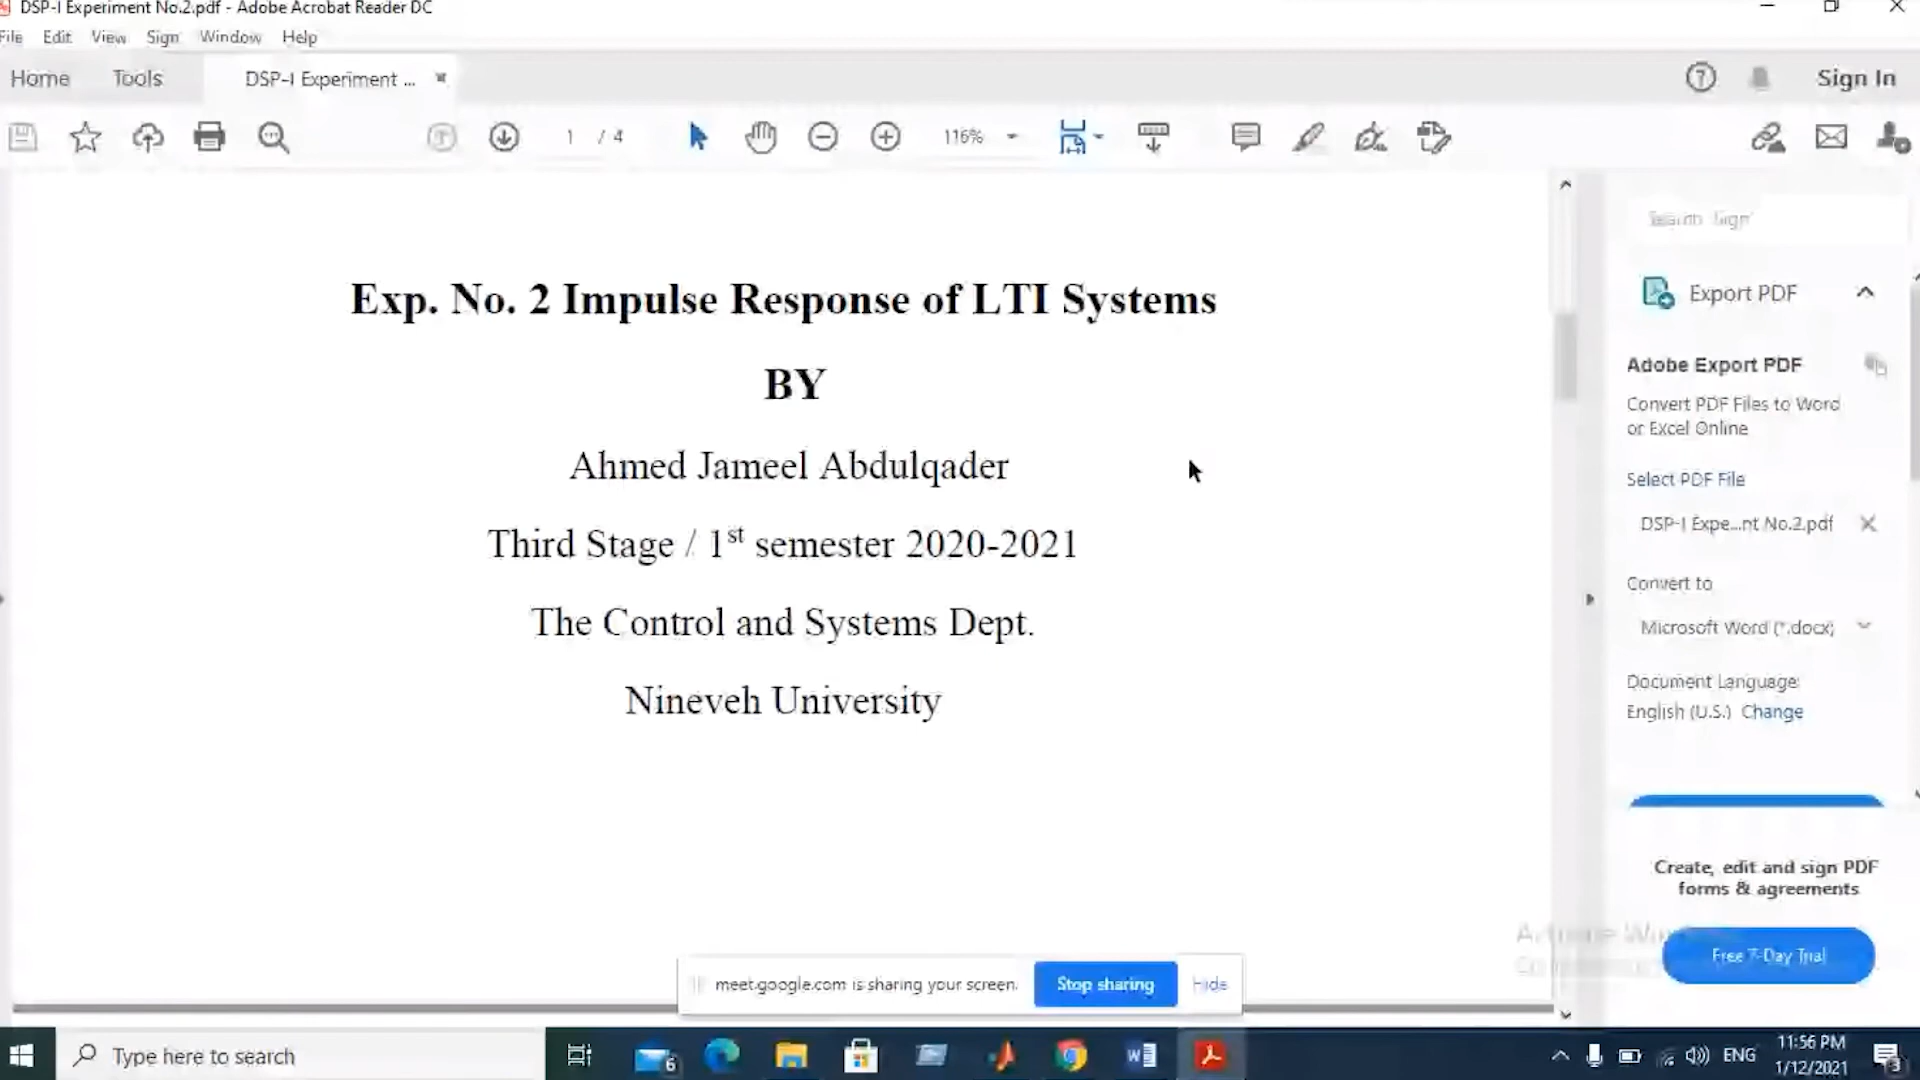 DSP-I Experiment No.2.pdf - Adobe Acrobat Reader DC
File Edit View Sign Window Help
Home Tools DSP-I Experiment ... Sign In
1 / 4 116%
Exp. No. 2 Impulse Response of LTI Systems
BY
Ahmed Jameel Abdulqader
Third Stage / 1st semester 2020-2021
The Control and Systems Dept.
Nineveh University
Search 'Sign'
Export PDF
Adobe Export PDF
Convert PDF Files to Word
or Excel Online
Select PDF File
DSP-I Expe...nt No.2.pdf
Convert to
Microsoft Word (*.docx)
Document Language:
English (U.S.) Change
Create, edit and sign PDF
forms & agreements
Free 7-Day Trial
meet.google.com is sharing your screen. Stop sharing Hide
Type here to search
6
ENG
11:56 PM
1/12/2021
3